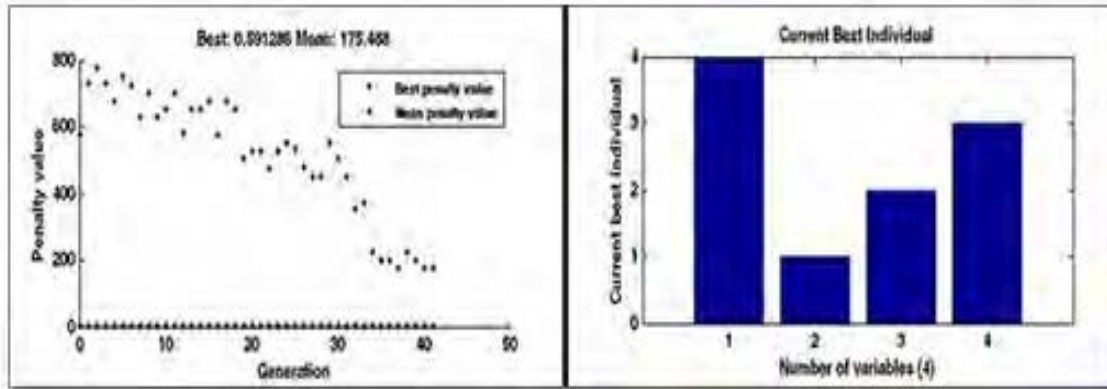 Best: 0.591286 Mean: 175.488
800
600
400
200
0
Penalty value
Best penalty value
Mean penalty value
0 10 20 30 40 50
Generation
Current Best Individual
4
3
2
1
0
Current best individual
1 2 3 4
Number of variables (4)